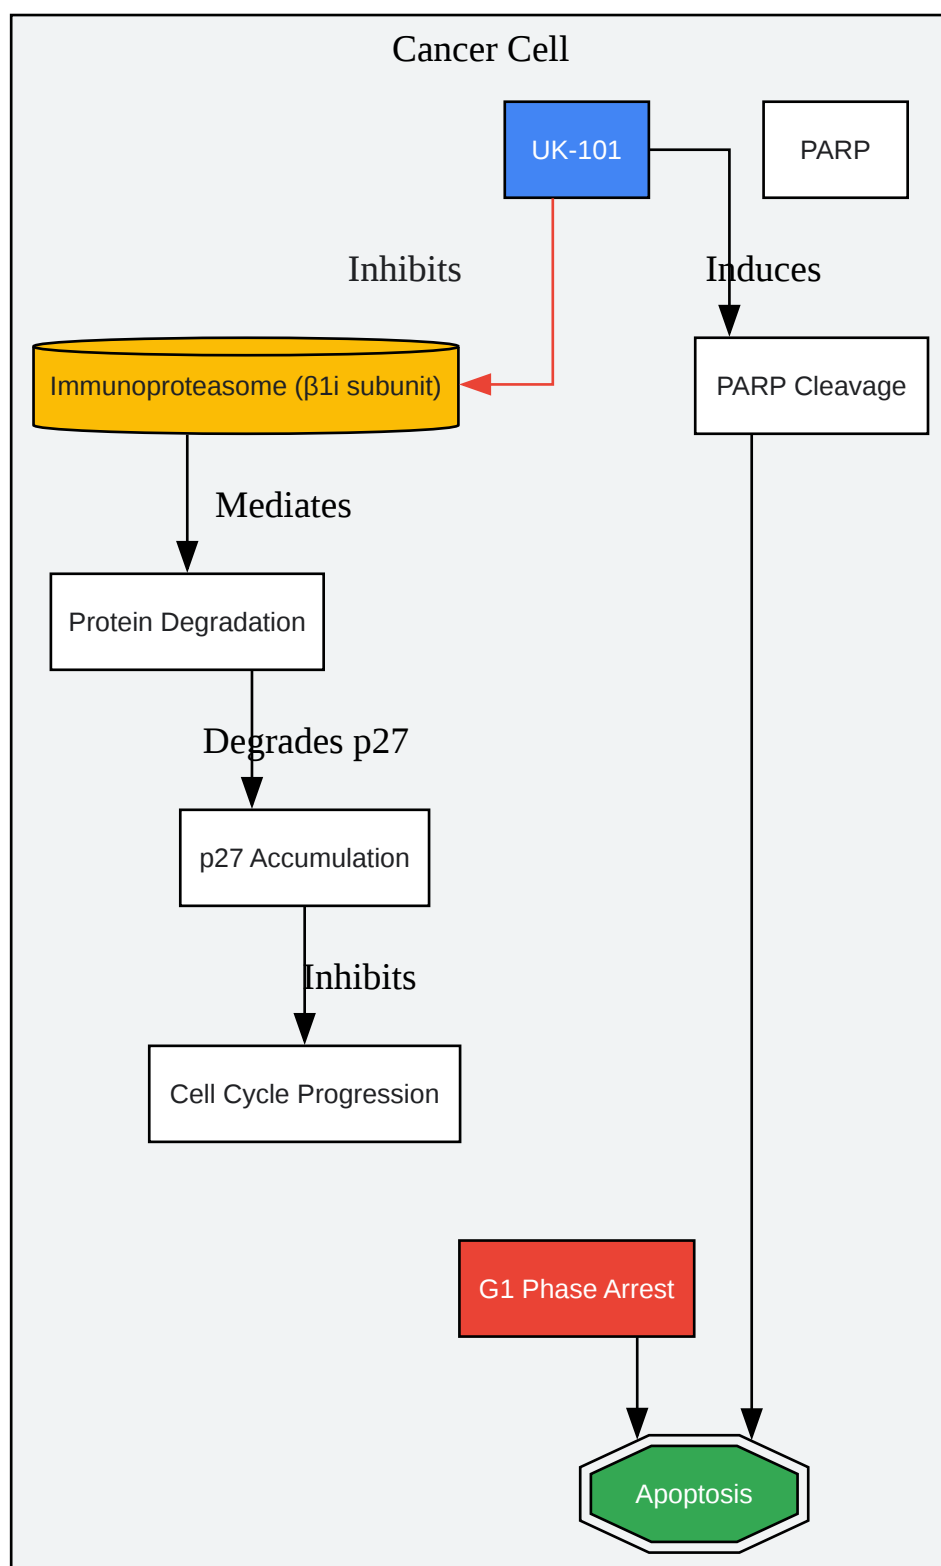 Cancer Cell
UK-101
PARP
Inhibits
Induces
Immunoproteasome (β1i subunit)
PARP Cleavage
Mediates
Protein Degradation
Degrades p27
p27 Accumulation
Inhibits
Cell Cycle Progression
G1 Phase Arrest
Apoptosis